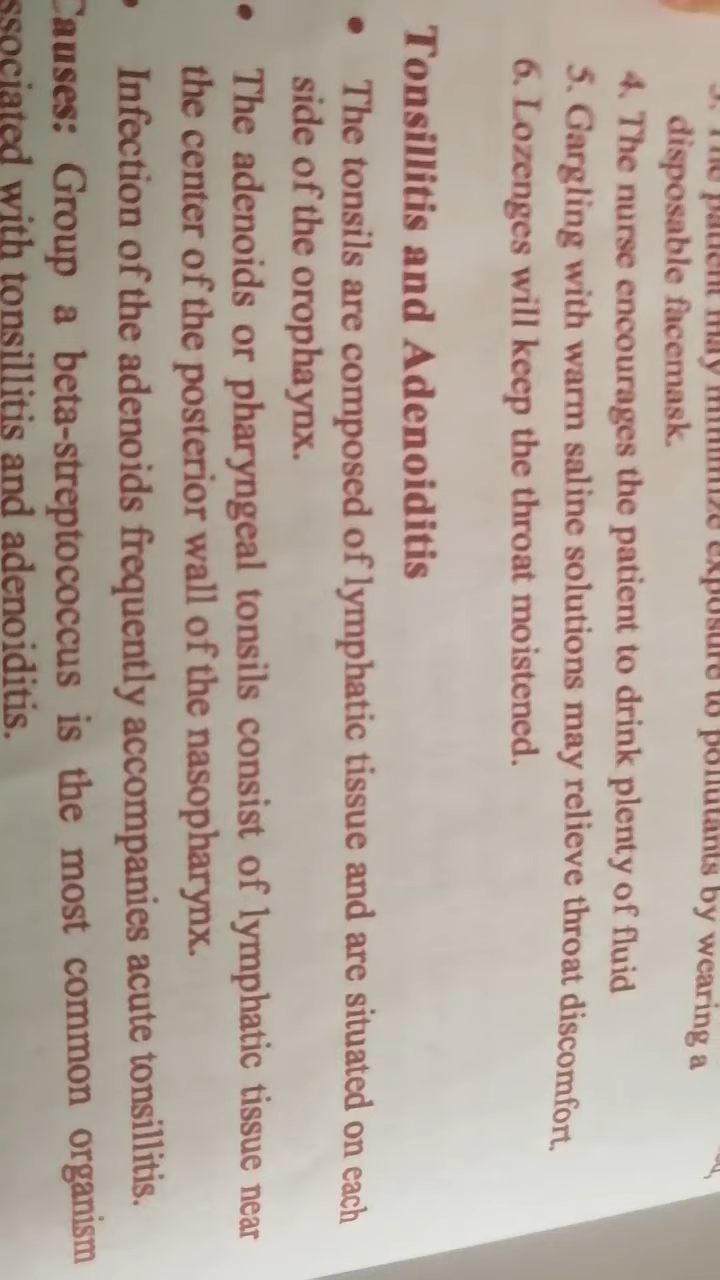 3. The patient may minimize exposure to pollutants by wearing a
disposable facemask.
4. The nurse encourages the patient to drink plenty of fluid
5. Gargling with warm saline solutions may relieve throat discomfort.
6. Lozenges will keep the throat moistened.
Tonsillitis and Adenoiditis
• The tonsils are composed of lymphatic tissue and are situated on each
side of the orophaynx.
• The adenoids or pharyngeal tonsils consist of lymphatic tissue near
the center of the posterior wall of the nasopharynx.
• Infection of the adenoids frequently accompanies acute tonsillitis.
Causes: Group a beta-streptococcus is the most common organism
associated with tonsillitis and adenoiditis.